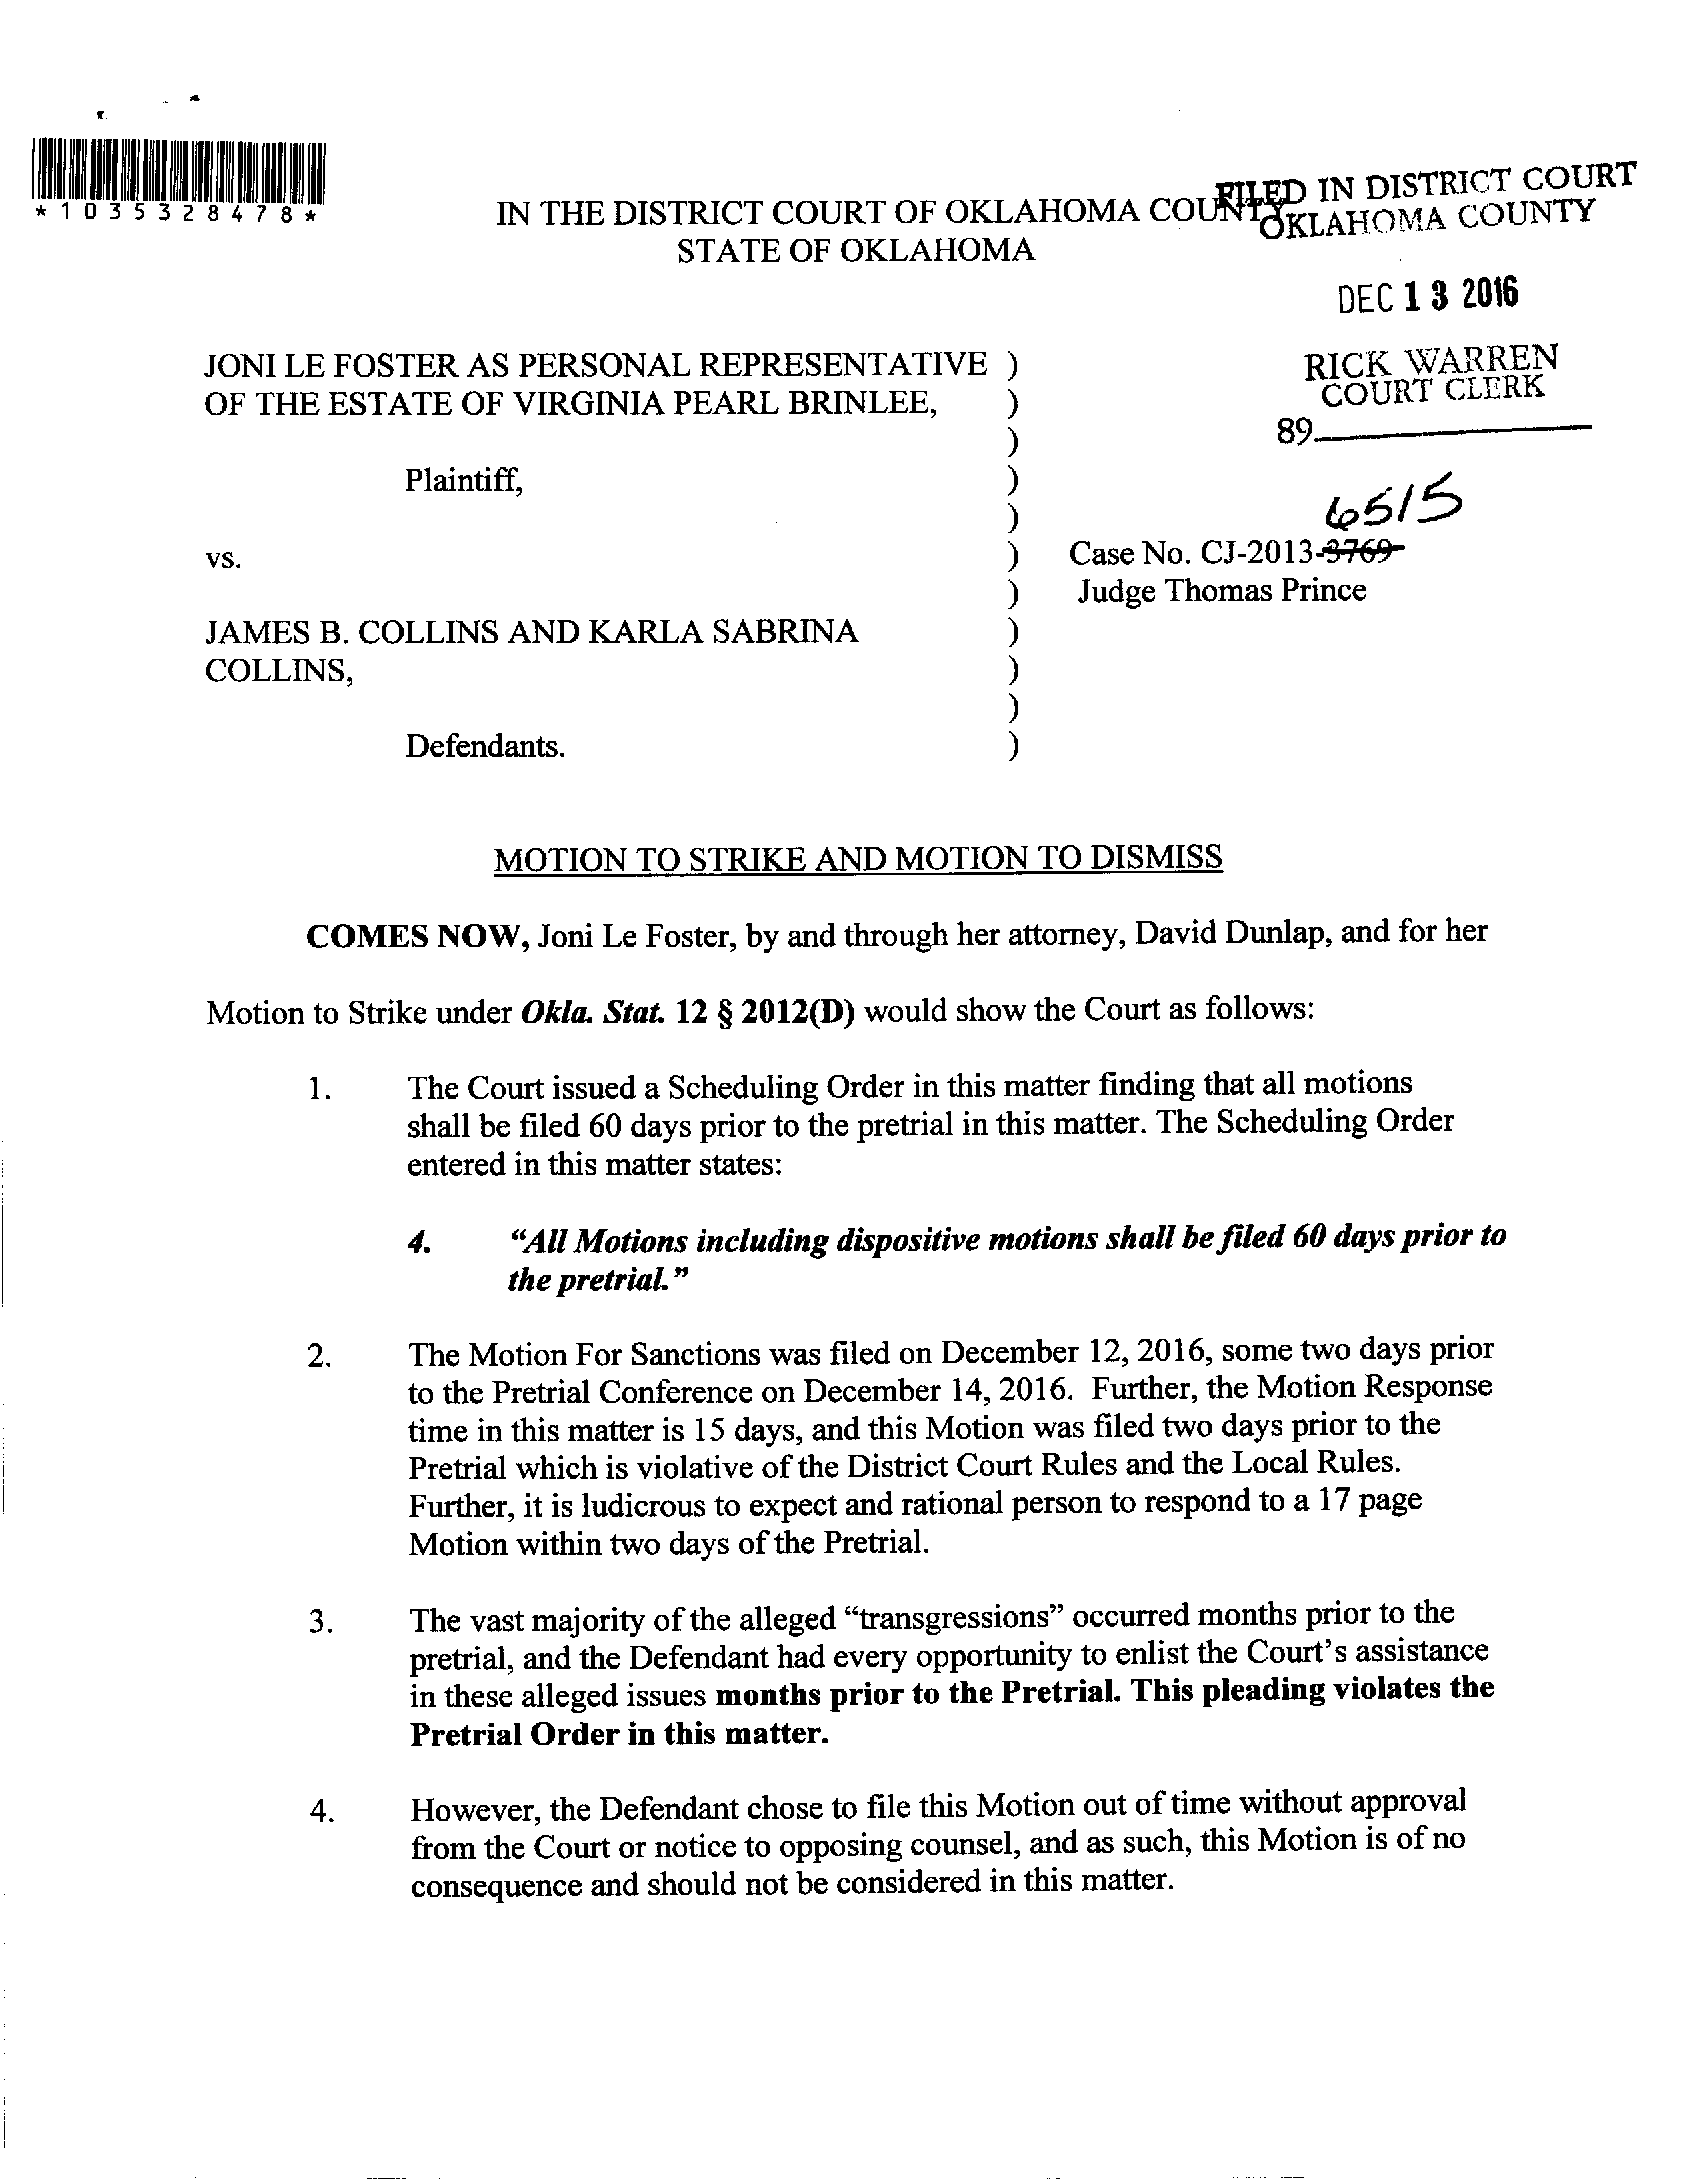 *1035328478*
FILED IN DISTRICT COURT
OKLAHOMA COUNTY
IN THE DISTRICT COURT OF OKLAHOMA COUNTY
STATE OF OKLAHOMA
DEC 13 2016
RICK WARREN
COURT CLERK
89
JONI LE FOSTER AS PERSONAL REPRESENTATIVE )
OF THE ESTATE OF VIRGINIA PEARL BRINLEE, )
)
Plaintiff, )
)
6515
vs. ) Case No. CJ-2013-3769
) Judge Thomas Prince
JAMES B. COLLINS AND KARLA SABRINA )
COLLINS, )
)
Defendants. )
MOTION TO STRIKE AND MOTION TO DISMISS
COMES NOW, Joni Le Foster, by and through her attorney, David Dunlap, and for her
Motion to Strike under Okla. Stat. 12 § 2012(D) would show the Court as follows:
1. The Court issued a Scheduling Order in this matter finding that all motions
shall be filed 60 days prior to the pretrial in this matter. The Scheduling Order
entered in this matter states:
4. “All Motions including dispositive motions shall be filed 60 days prior to
the pretrial.”
2. The Motion For Sanctions was filed on December 12, 2016, some two days prior
to the Pretrial Conference on December 14, 2016. Further, the Motion Response
time in this matter is 15 days, and this Motion was filed two days prior to the
Pretrial which is violative of the District Court Rules and the Local Rules.
Further, it is ludicrous to expect and rational person to respond to a 17 page
Motion within two days of the Pretrial.
3. The vast majority of the alleged “transgressions” occurred months prior to the
pretrial, and the Defendant had every opportunity to enlist the Court’s assistance
in these alleged issues months prior to the Pretrial. This pleading violates the
Pretrial Order in this matter.
4. However, the Defendant chose to file this Motion out of time without approval
from the Court or notice to opposing counsel, and as such, this Motion is of no
consequence and should not be considered in this matter.